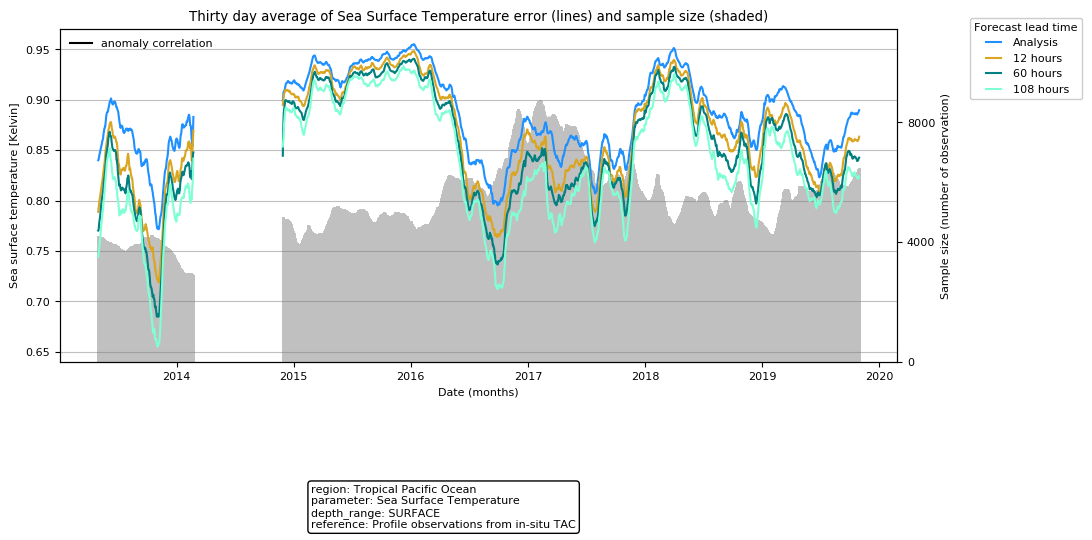 Thirty day average of Sea Surface Temperature error (lines) and sample size (shaded)
Forecast lead time
Analysis
12 hours
60 hours
108 hours
anomaly correlation
Sea surface temperature [Kelvin]
0.95
0.90
0.85
0.80
0.75
0.70
0.65
8000
4000
0
Sample size (number of observation)
2014
2015
2016
2017
2018
2019
2020
Date (months)
region: Tropical Pacific Ocean
parameter: Sea Surface Temperature
depth_range: SURFACE
reference: Profile observations from in-situ TAC